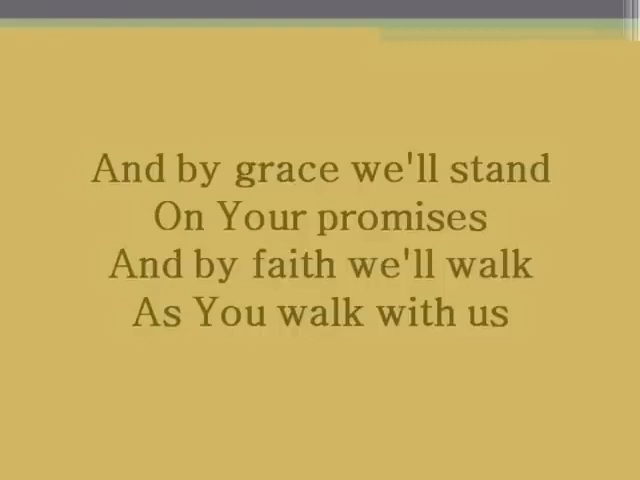 And by grace we'll stand
On Your promises
And by faith we'll walk
As You walk with us